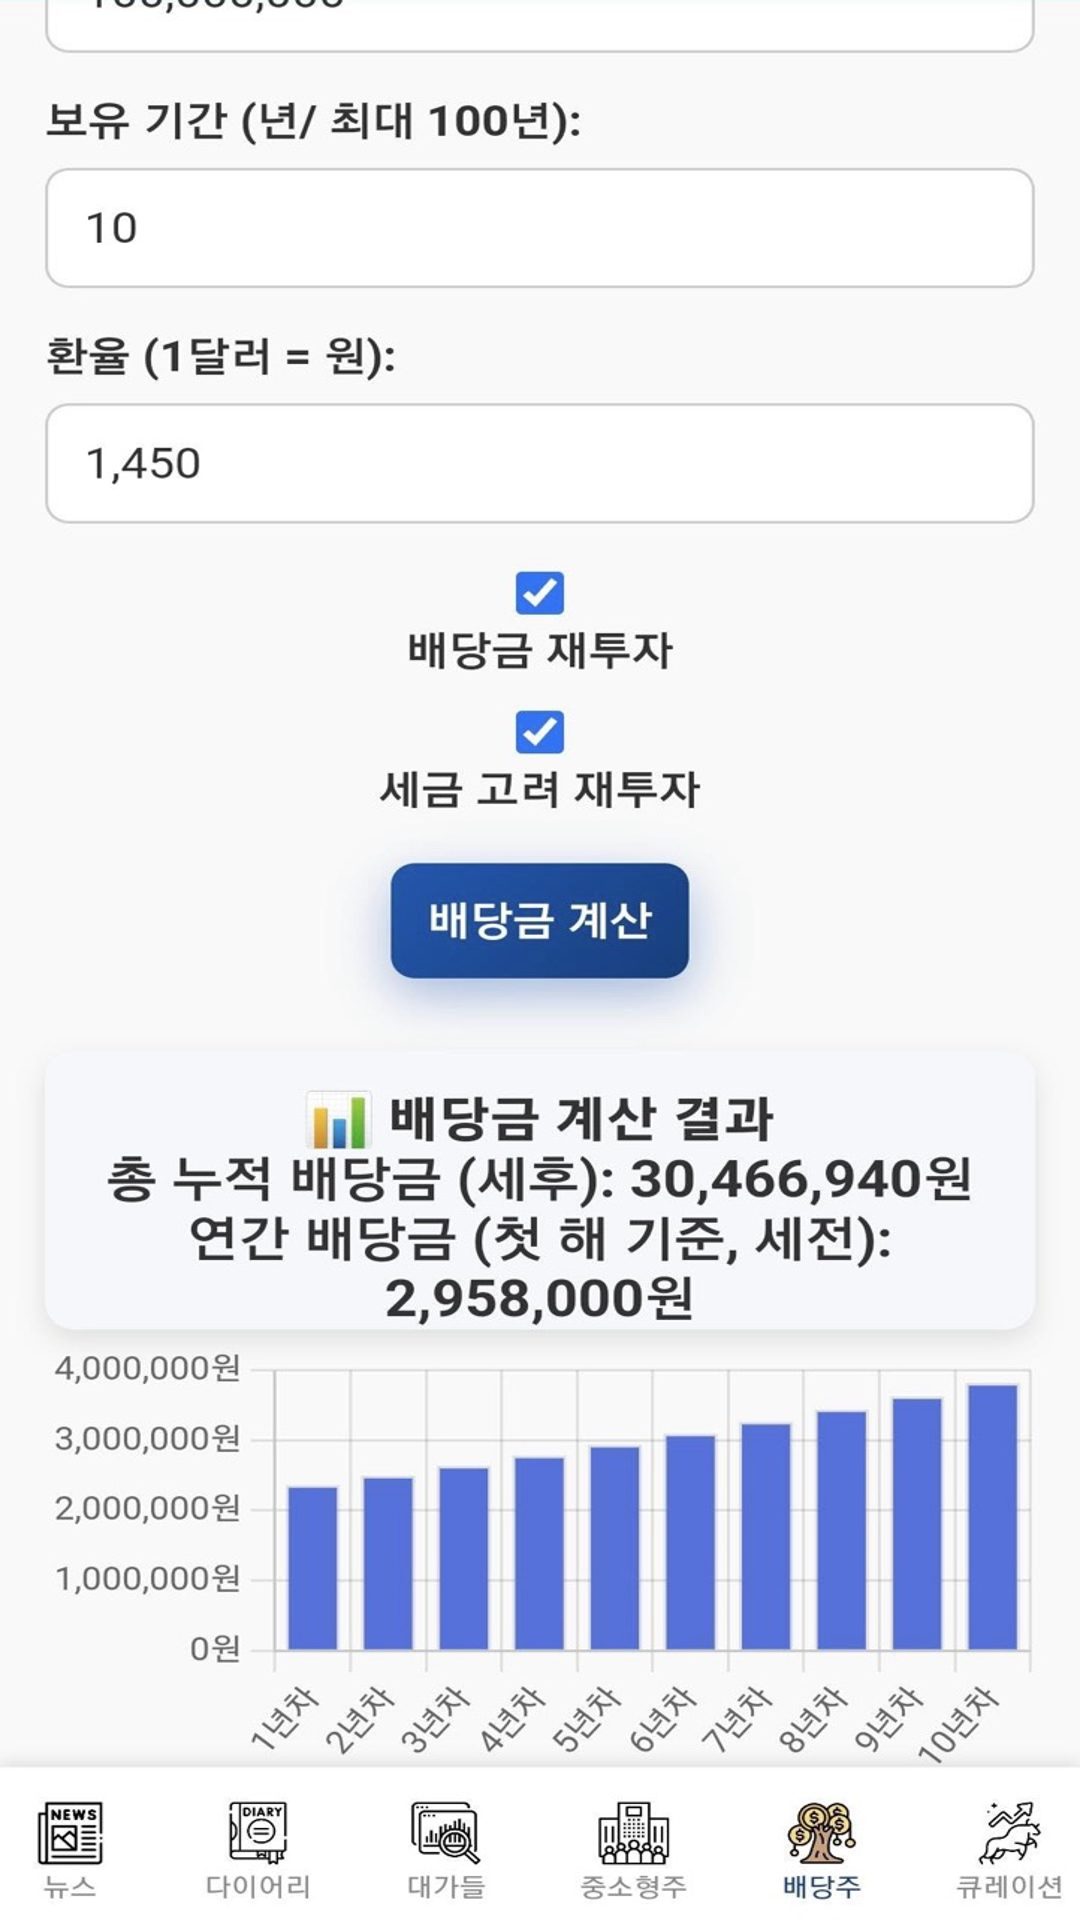 보유 기간 (년/ 최대 100년):
10
환율 (1달러 = 원):
1,450
배당금 재투자
세금 고려 재투자
배당금 계산
배당금 계산 결과
총 누적 배당금 (세후): 30,466,940원
연간 배당금 (첫 해 기준, 세전):
2,958,000원
4,000,000원
3,000,000원
2,000,000원
1,000,000원
0원
1년차 2년차 3년차 4년차 5년차 6년차 7년차 8년차 9년차 10년차
NEWS DIARY
뉴스 다이어리 대가들 중소형주 배당주 큐레이션